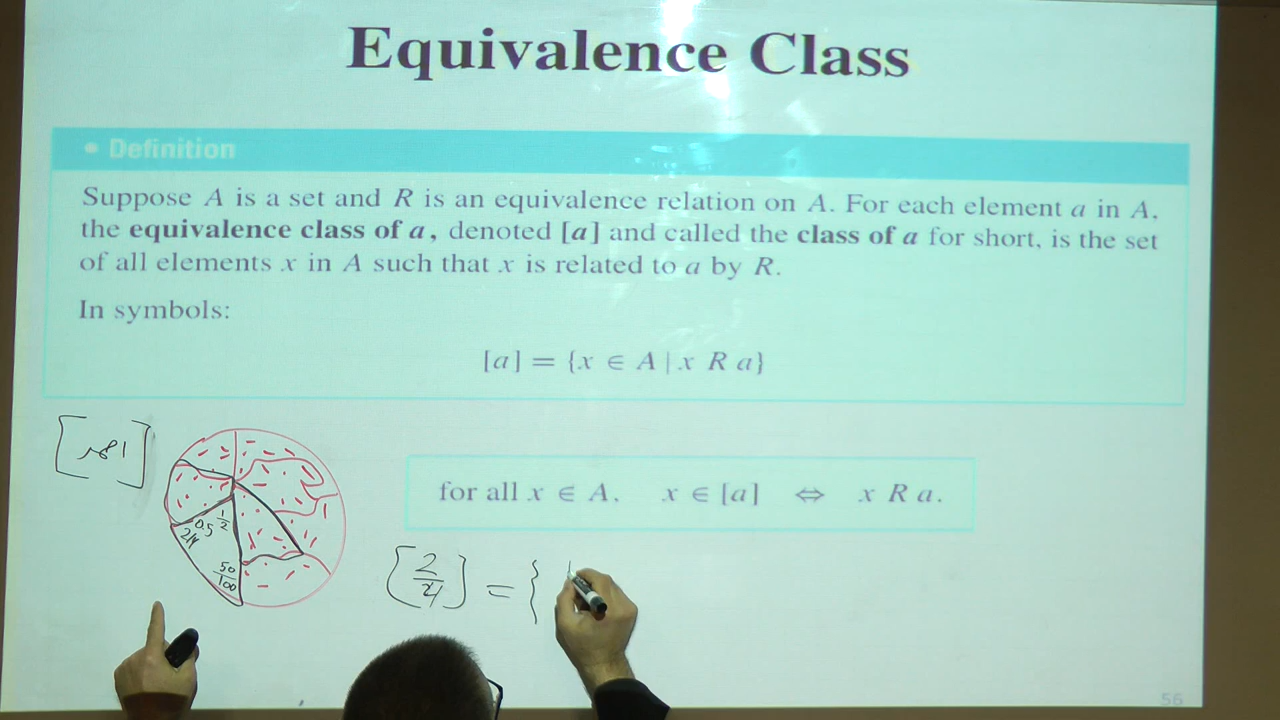 Equivalence Class
• Definition
Suppose A is a set and R is an equivalence relation on A. For each element a in A,
the equivalence class of a, denoted [a] and called the class of a for short, is the set
of all elements x in A such that x is related to a by R.
In symbols:
[a] = {x ∈ A | x R a}
for all x ∈ A, x ∈ [a] ⇔ x R a.
0.5 1/2
2/4
50/100
[2/4] = {
56